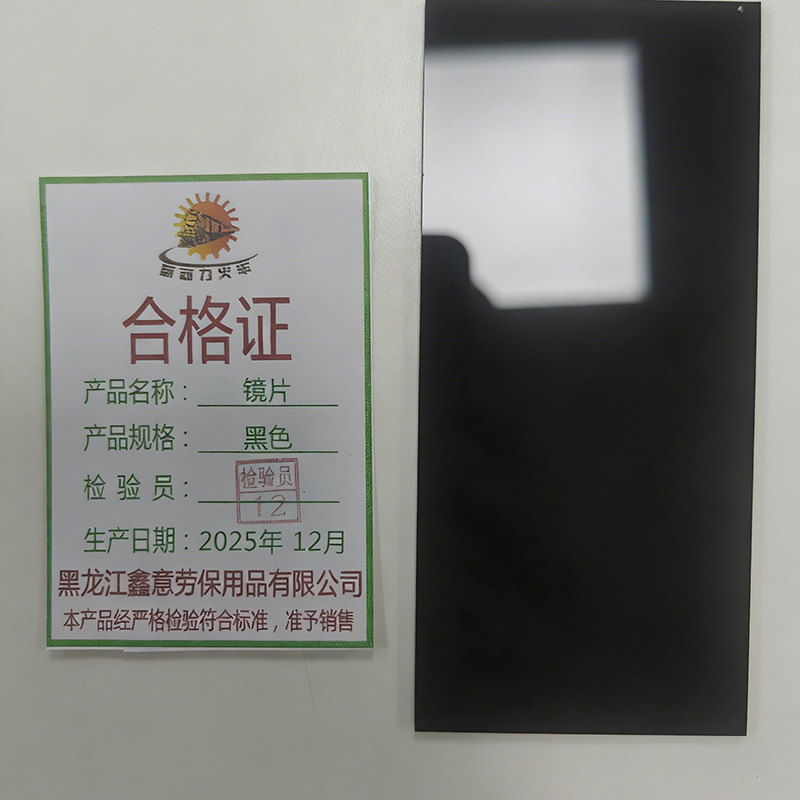 合格证
产品名称：镜片
产品规格：黑色
检验员：检验员 12
生产日期：2025年 12月
黑龙江鑫意劳保用品有限公司
本产品经严格检验符合标准，准予销售